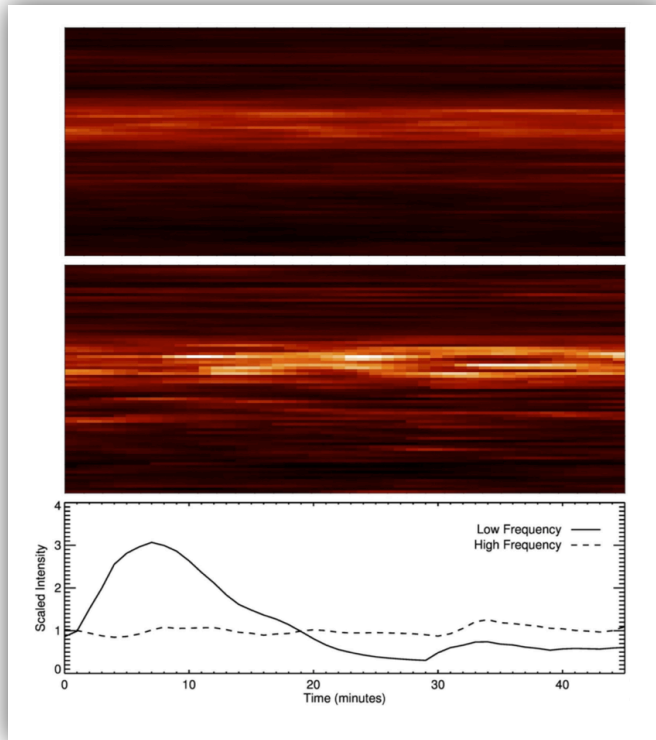 4
Low Frequency
High Frequency
3
Scaled Intensity
2
1
0
0 10 20 30 40
Time (minutes)